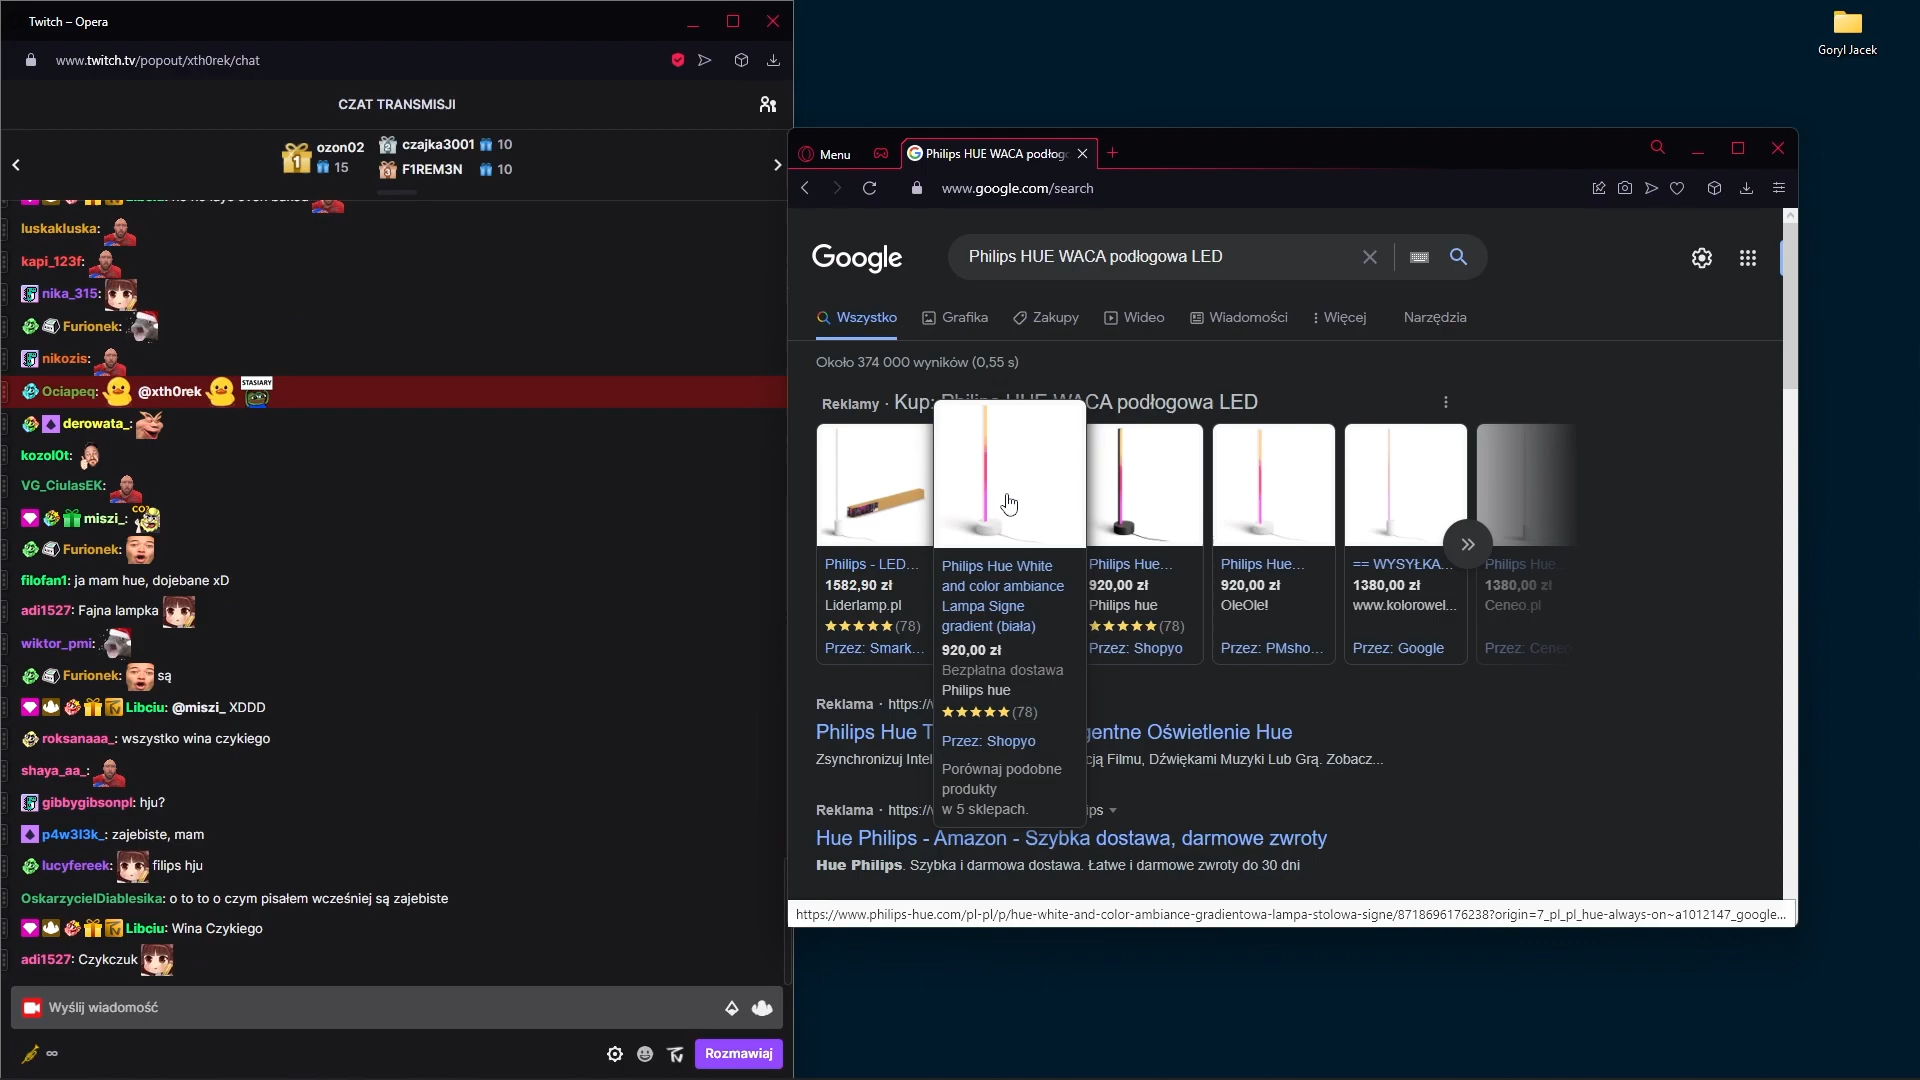 Twitch – Opera
www.twitch.tv/popout/xth0rek/chat
CZAT TRANSMISJI
1 ozon02
15
2 czajka3001 10
3 F1REM3N 10
luskakluska:
kapi_123f:
nika_315:
Furionek:
nikozis:
Ociapeq: @xth0rek STASIARY
derowata_:
kozol0t:
VG_CiulasEK:
miszi_:
Furionek:
filofan1: ja mam hue, dojebane xD
adi1527: Fajna lampka
wiktor_pmi:
Furionek: są
Libciu: @miszi_ XDDD
roksanaaa_: wszystko wina czykiego
shaya_aa_:
gibbygibsonpl: hju?
p4w3l3k_: zajebiste, mam
lucyfereek: filips hju
OskarzycielDiablesika: o to to o czym pisałem wcześniej są zajebiste
Libciu: Wina Czykiego
adi1527: Czykczuk
Wyślij wiadomość
∞
Rozmawiaj
Goryl Jacek
Menu
Philips HUE WACA podłogo
www.google.com/search
Google
Philips HUE WACA podłogowa LED
Wszystko Grafika Zakupy Wideo Wiadomości Więcej Narzędzia
Około 374 000 wyników (0,55 s)
Reklamy · Kup: Philips HUE WACA podłogowa LED
Philips - LED...
1582,90 zł
Liderlamp.pl
(78)
Przez: Smark...
Philips Hue White
and color ambiance
Lampa Signe
gradient (biała)
920,00 zł
Bezpłatna dostawa
Philips hue
(78)
Przez: Shopyo
Porównaj podobne
produkty
w 5 sklepach.
Philips Hue...
920,00 zł
Philips hue
(78)
Przez: Shopyo
Philips Hue...
920,00 zł
OleOle!
Przez: PMsho...
== WYSYŁKA...
1380,00 zł
www.kolorowel...
Przez: Google
Philips Hue...
1380,00 zł
Ceneo.pl
Przez: Cene
Reklama · https://
Philips Hue T gentne Oświetlenie Hue
Zsynchronizuj Intel cją Filmu, Dźwiękami Muzyki Lub Grą. Zobacz...
Reklama · https:// ips
Hue Philips - Amazon - Szybka dostawa, darmowe zwroty
Hue Philips. Szybka i darmowa dostawa. Łatwe i darmowe zwroty do 30 dni
https://www.philips-hue.com/pl-pl/p/hue-white-and-color-ambiance-gradientowa-lampa-stolowa-signe/8718696176238?origin=7_pl_pl_hue-always-on~a1012147_google...